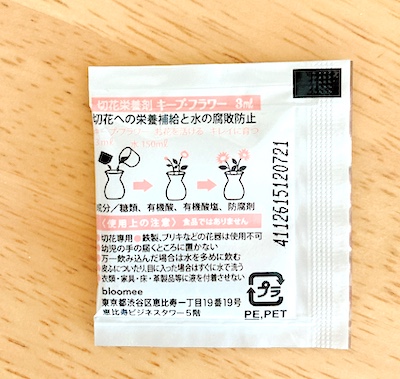 切花栄養剤 キープ・フラワー 3ml
切花への栄養補給と水の腐敗防止
水 150ml
成分／糖類、有機酸、有機酸塩、防腐剤
〈使用上の注意〉食品ではありません
●切花専用●鉄製、ブリキなどの花器は使用不可
●幼児の手の届くところに置かない
●万一飲み込んだ場合は水を多めに飲む
●皮ふについたり、目に入った場合はすぐに水で洗う
●衣類・家具・床・革製品等に液を付着させない
bloomee
東京都渋谷区恵比寿一丁目19番19号
恵比寿ビジネスタワー5階
4112615120721
プラ
PE,PET